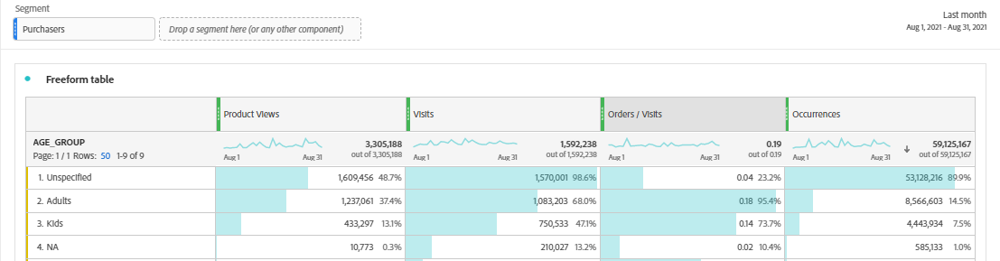 Segment
Last month
Purchasers
Drop a segment here (or any other component)
Aug 1, 2021 - Aug 31, 2021
Freeform table
Product Views Visits Orders / Visits Occurrences
AGE_GROUP 3,305,188 1,592,238 0.19 59,125,167
Page: 1 / 1 Rows: 50 1-9 of 9 Aug 1 Aug 31 out of 3,305,188 Aug 1 Aug 31 out of 1,592,238 Aug 1 Aug 31 out of 0.19 Aug 1 Aug 31 out of 59,125,167
1. Unspecified 1,609,456 48.7% 1,570,001 98.6% 0.04 23.2% 53,128,216 89.9%
2. Adults 1,237,061 37.4% 1,083,203 68.0% 0.18 95.4% 8,566,603 14.5%
3. Kids 433,297 13.1% 750,533 47.1% 0.14 73.7% 4,443,934 7.5%
4. NA 10,773 0.3% 210,027 13.2% 0.02 10.4% 585,133 1.0%